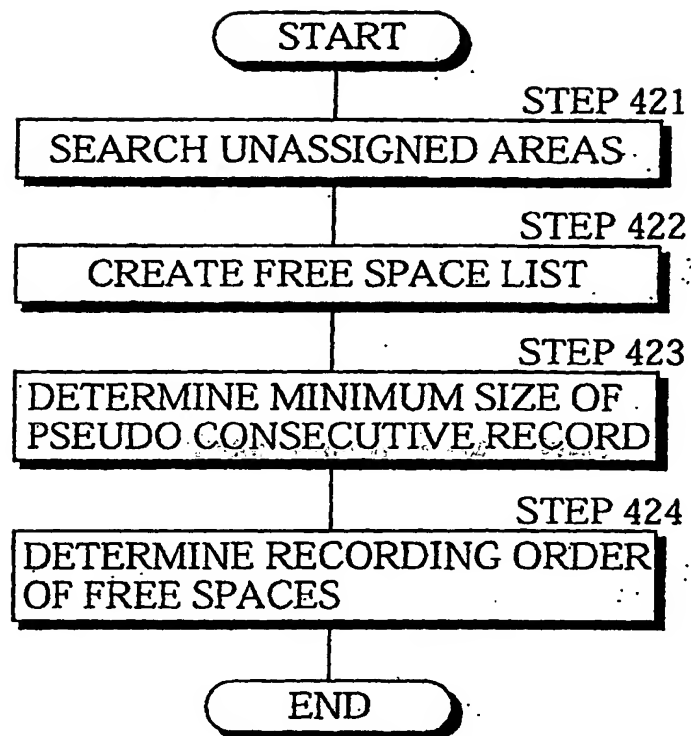 START
STEP 421
SEARCH UNASSIGNED AREAS
STEP 422
CREATE FREE SPACE LIST
STEP 423
DETERMINE MINIMUM SIZE OF
PSEUDO CONSECUTIVE RECORD
STEP 424
DETERMINE RECORDING ORDER
OF FREE SPACES
END